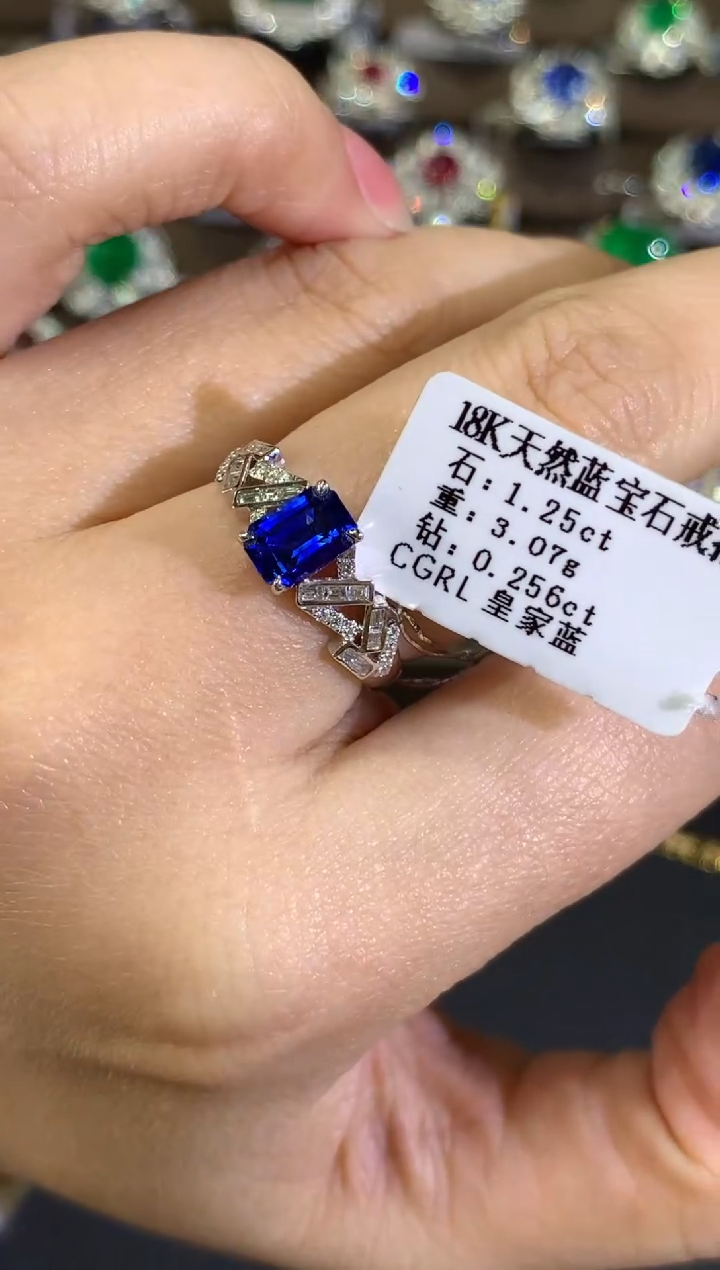 18K天然蓝宝石戒
石：1.25ct
重：3.07g
钻：0.256ct
CGRL 皇家蓝